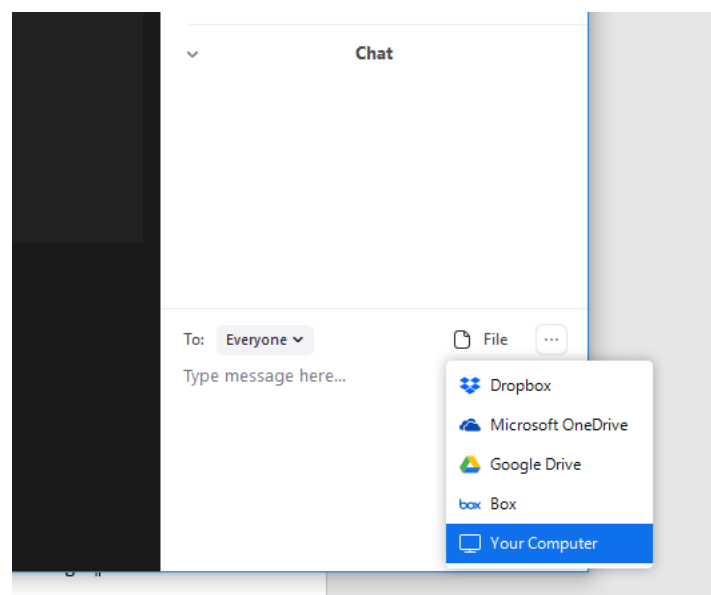 Chat
To: Everyone File ...
Type message here...
Dropbox
Microsoft OneDrive
Google Drive
box Box
Your Computer